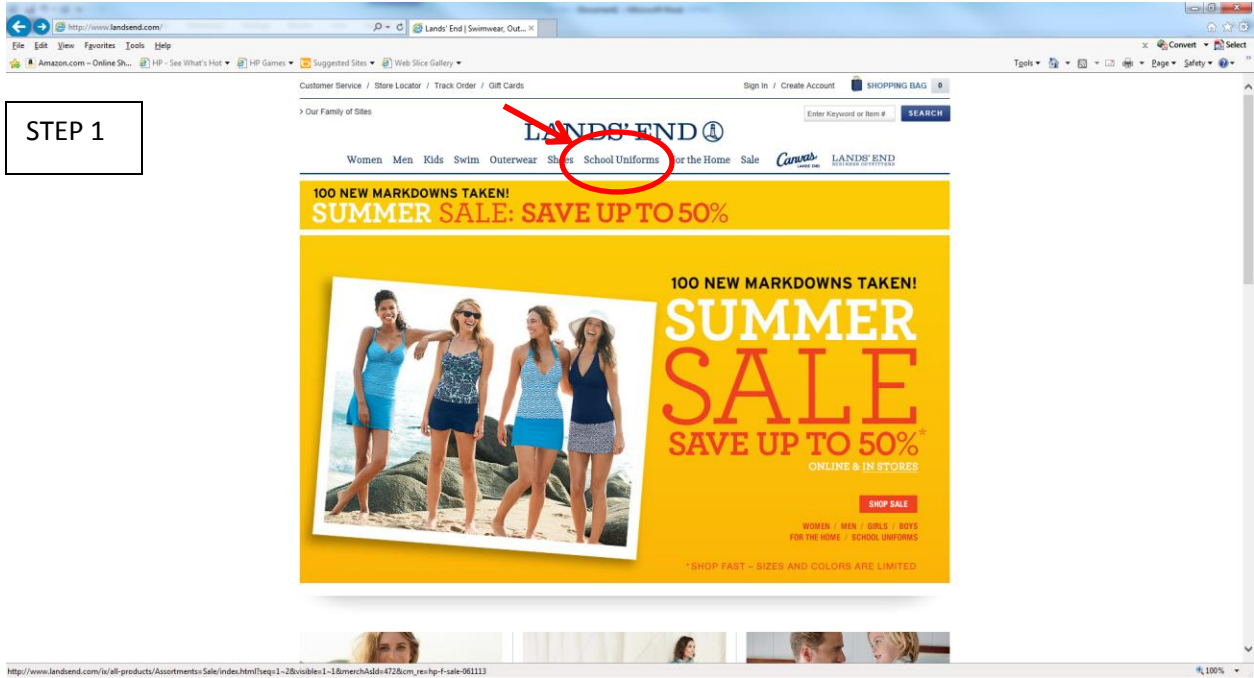 http://www.landsend.com/
Lands' End | Swimwear, Out...
File Edit View Favorites Tools Help
x Convert Select
Amazon.com – Online Sh... HP - See What's Hot HP Games Suggested Sites Web Slice Gallery
Tools Page Safety
Customer Service / Store Locator / Track Order / Gift Cards
Sign In / Create Account SHOPPING BAG 0
STEP 1
> Our Family of Sites
Enter Keyword or Item # SEARCH
LANDS' END
Women Men Kids Swim Outerwear Shoes School Uniforms For the Home Sale Canvas LANDS' END LANDS' END BUSINESS OUTFITTERS
100 NEW MARKDOWNS TAKEN!
SUMMER SALE: SAVE UP TO 50%
100 NEW MARKDOWNS TAKEN!
SUMMER
SALE
SAVE UP TO 50%*
ONLINE & IN STORES
SHOP SALE
WOMEN / MEN / GIRLS / BOYS
FOR THE HOME / SCHOOL UNIFORMS
*SHOP FAST – SIZES AND COLORS ARE LIMITED
http://www.landsend.com/ix/all-products/Assortments=Sale/index.html?seq=1~2&visible=1~1&merchAsId=472&cm_re=hp-f-sale-061113
100%